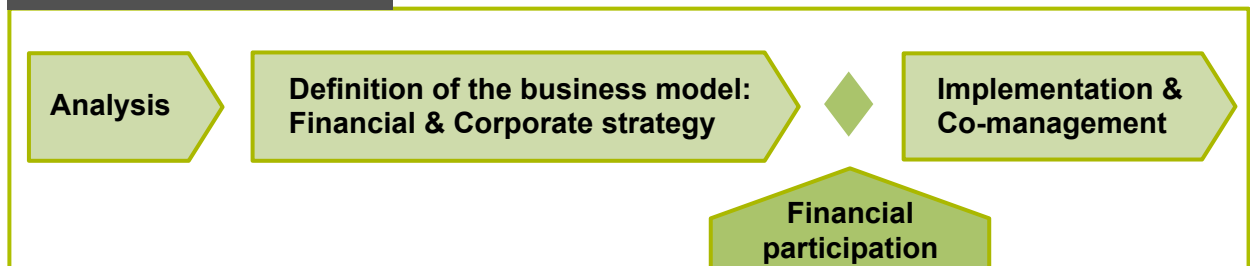 Analysis
Definition of the business model:
Financial & Corporate strategy
Implementation &
Co-management
Financial
participation